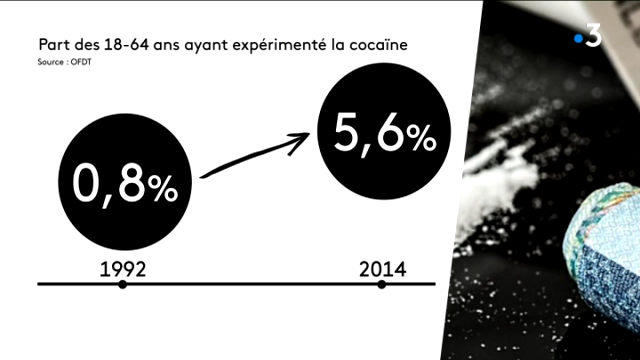 Part des 18-64 ans ayant expérimenté la cocaïne
Source : OFDT
0,8%
5,6%
1992
2014
3